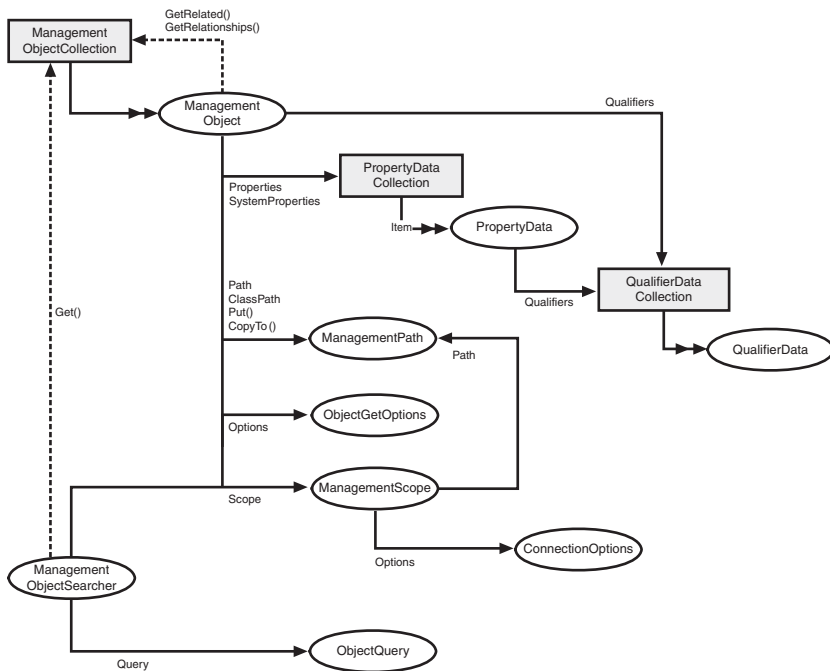 GetRelated()
GetRelationships()
Management
ObjectCollection
Management
Object
Qualifiers
PropertyData
Collection
Properties
SystemProperties
Item
PropertyData
QualifierData
Collection
Qualifiers
Path
ClassPath
Put()
CopyTo()
Get()
ManagementPath
Path
QualifierData
ObjectGetOptions
Options
ManagementScope
Scope
ConnectionOptions
Options
Management
ObjectSearcher
ObjectQuery
Query